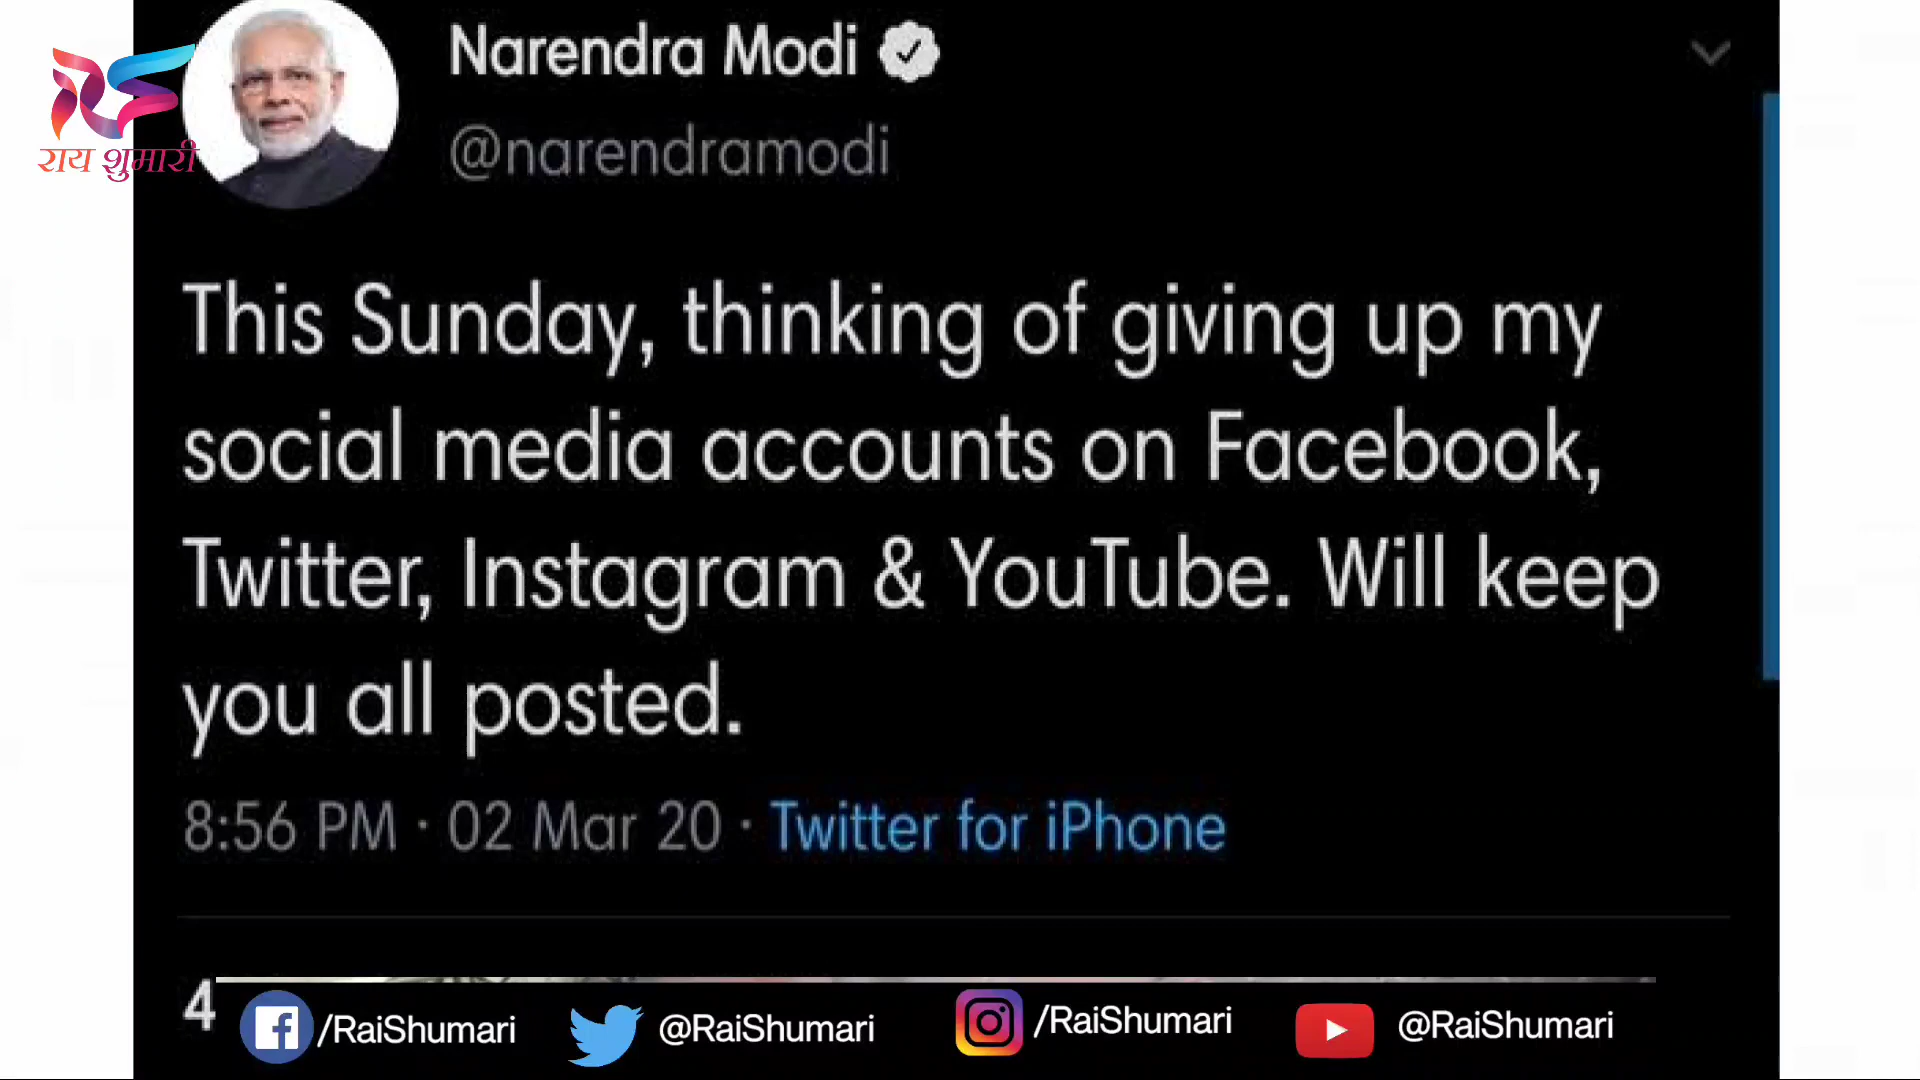 राय शुमारी
Narendra Modi
@narendramodi
This Sunday, thinking of giving up my
social media accounts on Facebook,
Twitter, Instagram & YouTube. Will keep
you all posted.
8:56 PM · 02 Mar 20 · Twitter for iPhone
4
/RaiShumari @RaiShumari /RaiShumari @RaiShumari